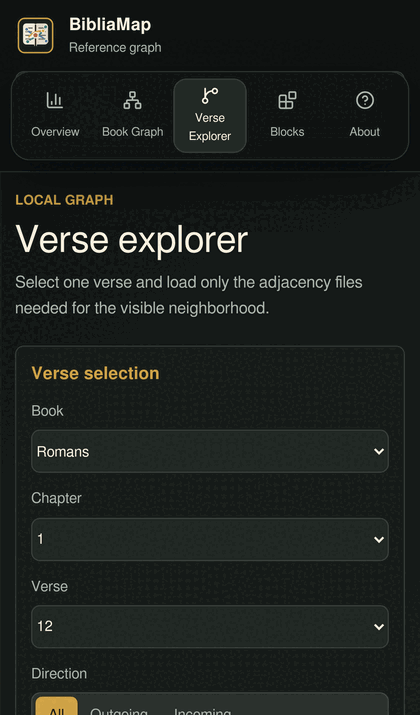 BibliaMap
Reference graph
Overview
Book Graph
Verse
Explorer
Blocks
About
LOCAL GRAPH
Verse explorer
Select one verse and load only the adjacency files
needed for the visible neighborhood.
Verse selection
Book
Romans
Chapter
1
Verse
12
Direction
All Outgoing Incoming